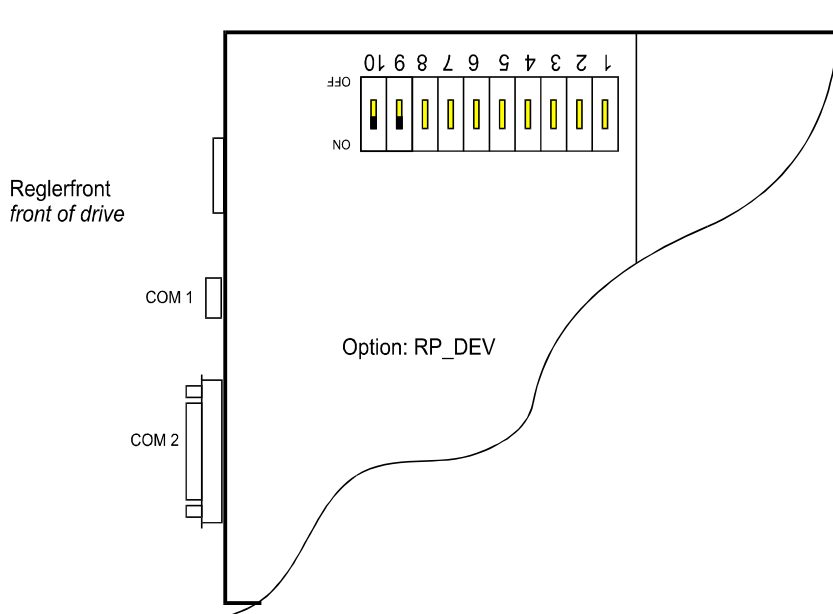 10 9 8 7 6 5 4 3 2 1
OFF
ON
Reglerfront
front of drive
COM 1
Option: RP_DEV
COM 2